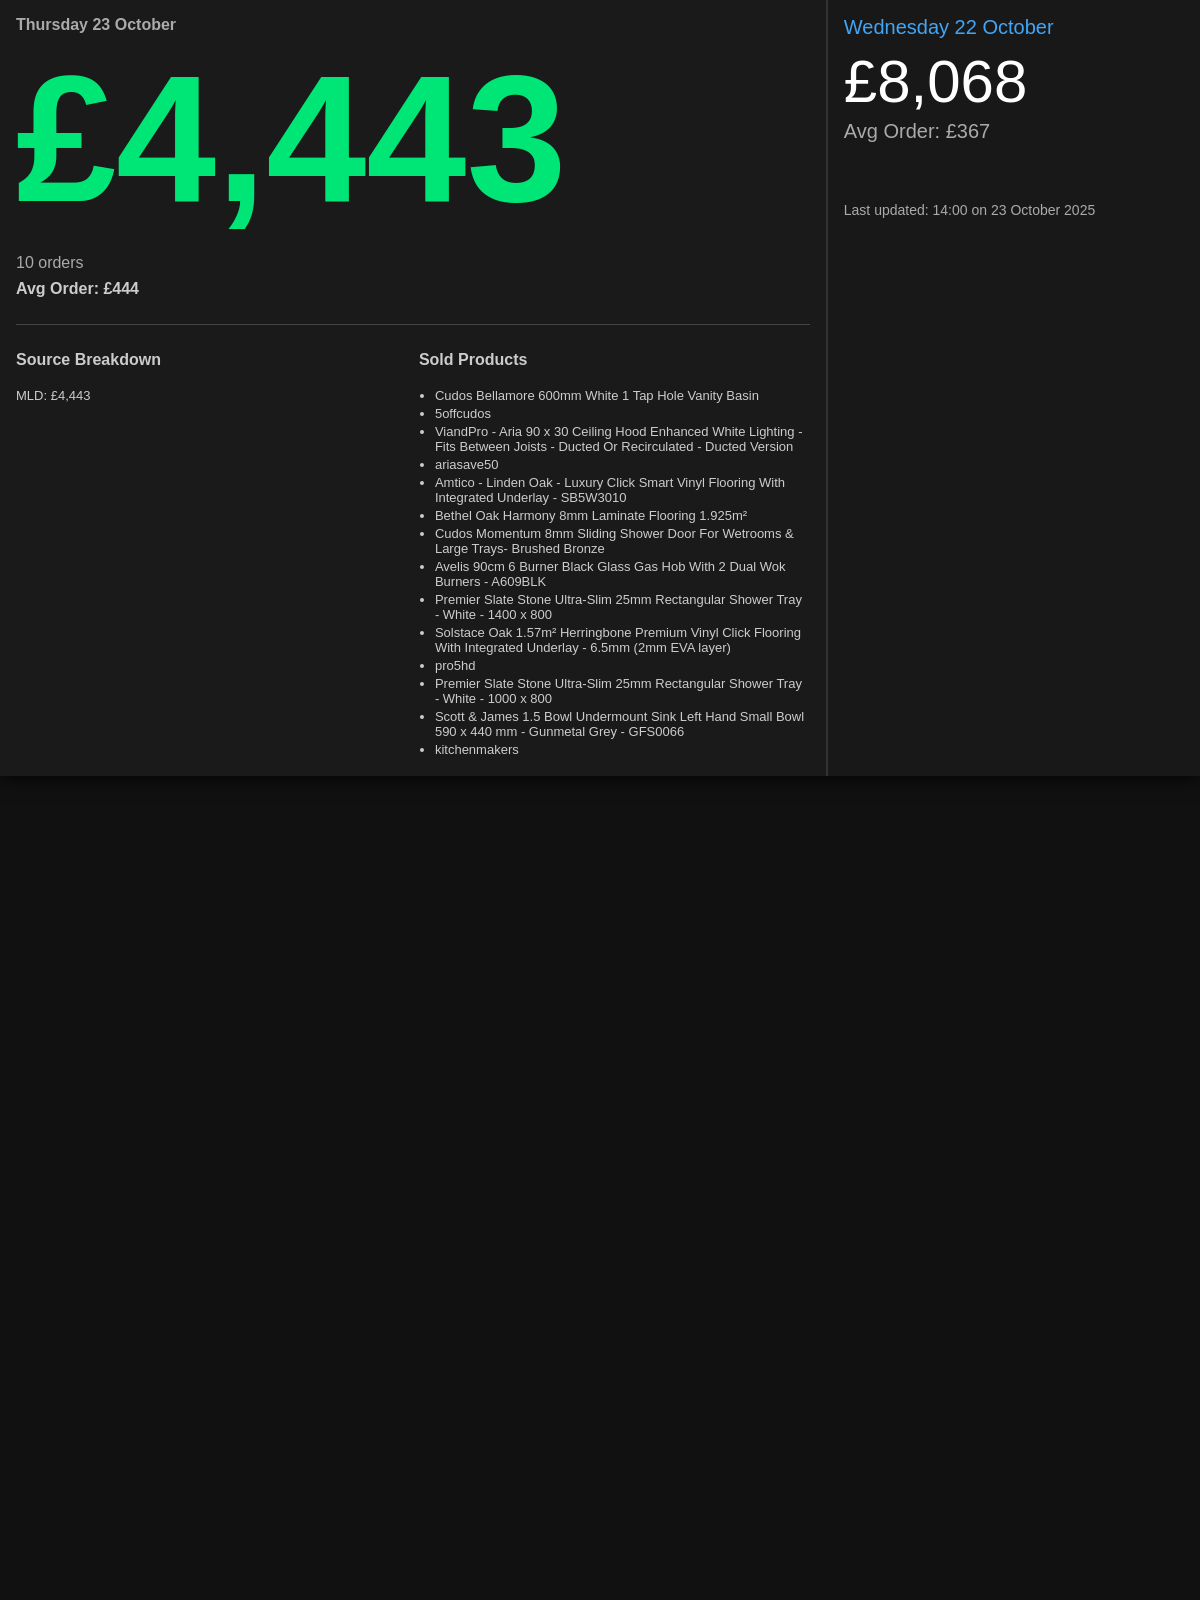 Thursday 23 October
£4,443
10 orders
Avg Order: £444
Source Breakdown
MLD: £4,443
Sold Products
• Cudos Bellamore 600mm White 1 Tap Hole Vanity Basin
• 5offcudos
• ViandPro - Aria 90 x 30 Ceiling Hood Enhanced White Lighting -
Fits Between Joists - Ducted Or Recirculated - Ducted Version
• ariasave50
• Amtico - Linden Oak - Luxury Click Smart Vinyl Flooring With
Integrated Underlay - SB5W3010
• Bethel Oak Harmony 8mm Laminate Flooring 1.925m²
• Cudos Momentum 8mm Sliding Shower Door For Wetrooms &
Large Trays- Brushed Bronze
• Avelis 90cm 6 Burner Black Glass Gas Hob With 2 Dual Wok
Burners - A609BLK
• Premier Slate Stone Ultra-Slim 25mm Rectangular Shower Tray
- White - 1400 x 800
• Solstace Oak 1.57m² Herringbone Premium Vinyl Click Flooring
With Integrated Underlay - 6.5mm (2mm EVA layer)
• pro5hd
• Premier Slate Stone Ultra-Slim 25mm Rectangular Shower Tray
- White - 1000 x 800
• Scott & James 1.5 Bowl Undermount Sink Left Hand Small Bowl
590 x 440 mm - Gunmetal Grey - GFS0066
• kitchenmakers
Wednesday 22 October
£8,068
Avg Order: £367
Last updated: 14:00 on 23 October 2025